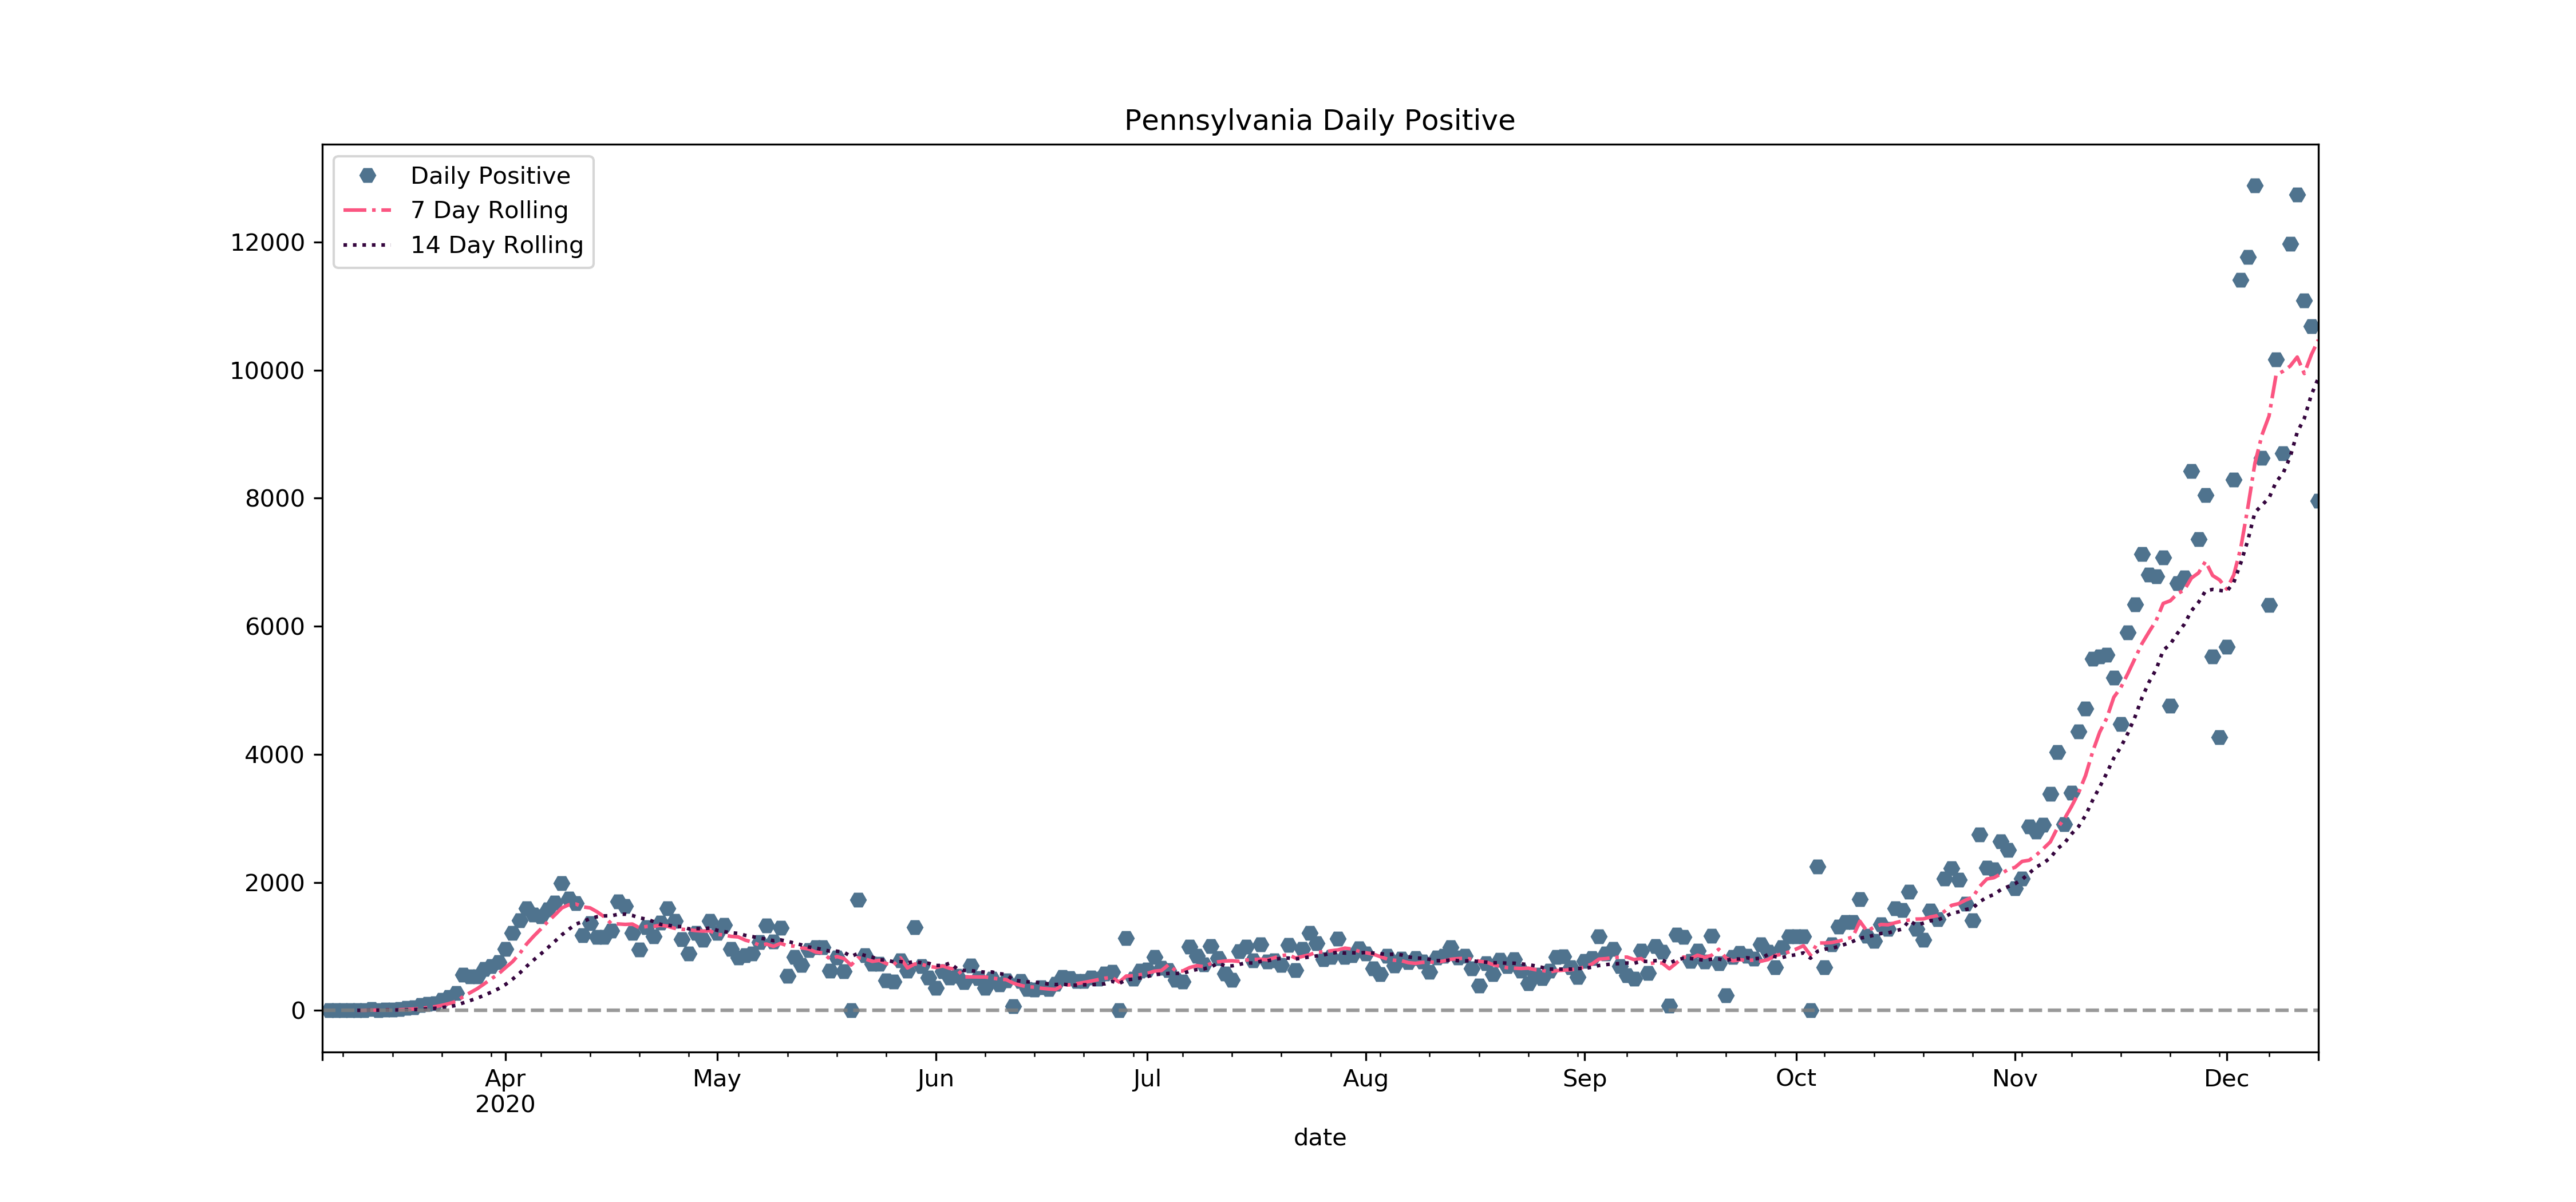 Pennsylvania Daily Positive
Daily Positive
7 Day Rolling
14 Day Rolling
12000
10000
8000
6000
4000
2000
0
Apr May Jun Jul Aug Sep Oct Nov Dec
2020
date